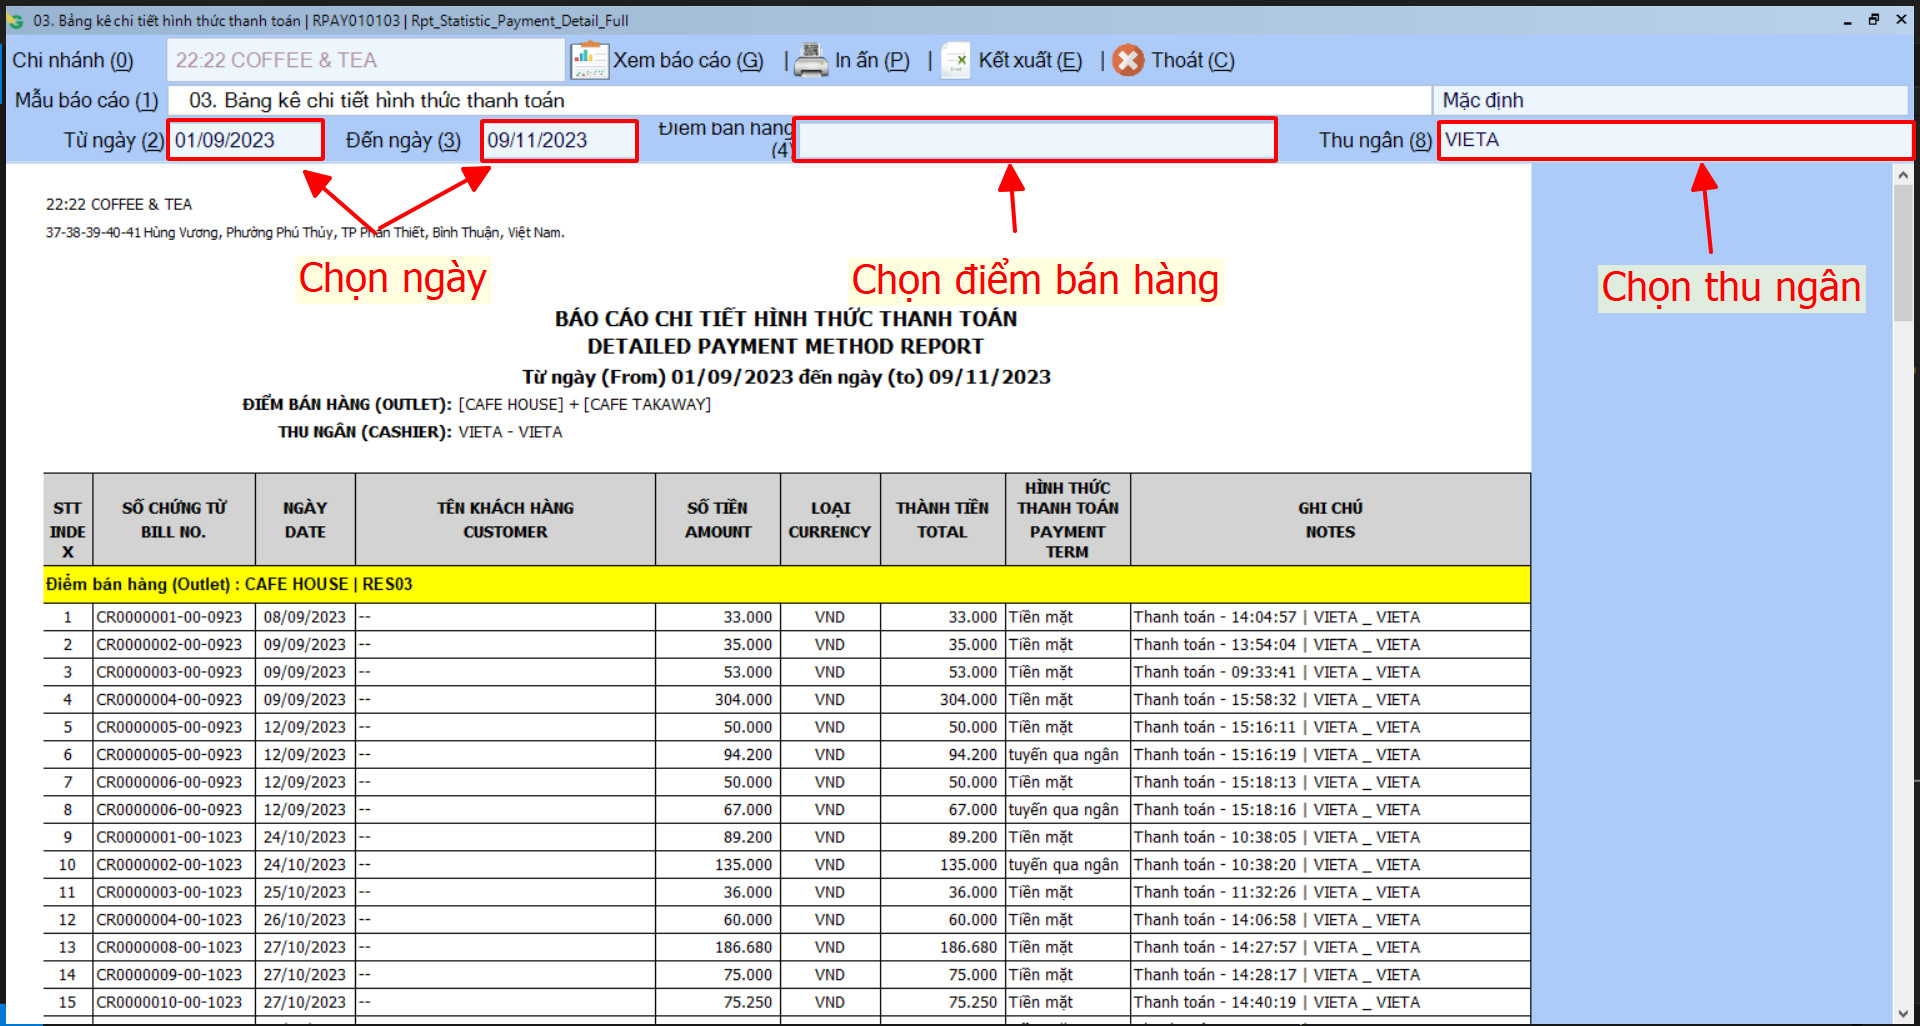 03. Bảng kê chi tiết hình thức thanh toán | RPAY010103 | Rpt_Statistic_Payment_Detail_Full
Chi nhánh (0) 22:22 COFFEE & TEA Xem báo cáo (G) | In ấn (P) | Kết xuất (E) | Thoát (C)
Mẫu báo cáo (1) 03. Bảng kê chi tiết hình thức thanh toán Mặc định
Từ ngày (2) 01/09/2023 Đến ngày (3) 09/11/2023 Điểm bán hàng (4) Thu ngân (8) VIETA
22:22 COFFEE & TEA
37-38-39-40-41 Hùng Vương, Phường Phú Thủy, TP Phan Thiết, Bình Thuận, Việt Nam.
Chọn ngày
Chọn điểm bán hàng
Chọn thu ngân
BÁO CÁO CHI TIẾT HÌNH THỨC THANH TOÁN
DETAILED PAYMENT METHOD REPORT
Từ ngày (From) 01/09/2023 đến ngày (to) 09/11/2023
ĐIỂM BÁN HÀNG (OUTLET): [CAFE HOUSE] + [CAFE TAKAWAY]
THU NGÂN (CASHIER): VIETA - VIETA
STT INDEX SỐ CHỨNG TỪ BILL NO. NGÀY DATE TÊN KHÁCH HÀNG CUSTOMER SỐ TIỀN AMOUNT LOẠI CURRENCY THÀNH TIỀN TOTAL HÌNH THỨC THANH TOÁN PAYMENT TERM GHI CHÚ NOTES
Điểm bán hàng (Outlet) : CAFE HOUSE | RES03
1 CR0000001-00-0923 08/09/2023 -- 33.000 VND 33.000 Tiền mặt Thanh toán - 14:04:57 | VIETA _ VIETA
2 CR0000002-00-0923 09/09/2023 -- 35.000 VND 35.000 Tiền mặt Thanh toán - 13:54:04 | VIETA _ VIETA
3 CR0000003-00-0923 09/09/2023 -- 53.000 VND 53.000 Tiền mặt Thanh toán - 09:33:41 | VIETA _ VIETA
4 CR0000004-00-0923 09/09/2023 -- 304.000 VND 304.000 Tiền mặt Thanh toán - 15:58:32 | VIETA _ VIETA
5 CR0000005-00-0923 12/09/2023 -- 50.000 VND 50.000 Tiền mặt Thanh toán - 15:16:11 | VIETA _ VIETA
6 CR0000005-00-0923 12/09/2023 -- 94.200 VND 94.200 tuyến qua ngân Thanh toán - 15:16:19 | VIETA _ VIETA
7 CR0000006-00-0923 12/09/2023 -- 50.000 VND 50.000 Tiền mặt Thanh toán - 15:18:13 | VIETA _ VIETA
8 CR0000006-00-0923 12/09/2023 -- 67.000 VND 67.000 tuyến qua ngân Thanh toán - 15:18:16 | VIETA _ VIETA
9 CR0000001-00-1023 24/10/2023 -- 89.200 VND 89.200 Tiền mặt Thanh toán - 10:38:05 | VIETA _ VIETA
10 CR0000002-00-1023 24/10/2023 -- 135.000 VND 135.000 tuyến qua ngân Thanh toán - 10:38:20 | VIETA _ VIETA
11 CR0000003-00-1023 25/10/2023 -- 36.000 VND 36.000 Tiền mặt Thanh toán - 11:32:26 | VIETA _ VIETA
12 CR0000004-00-1023 26/10/2023 -- 60.000 VND 60.000 Tiền mặt Thanh toán - 14:06:58 | VIETA _ VIETA
13 CR0000008-00-1023 27/10/2023 -- 186.680 VND 186.680 Tiền mặt Thanh toán - 14:27:57 | VIETA _ VIETA
14 CR0000009-00-1023 27/10/2023 -- 75.000 VND 75.000 Tiền mặt Thanh toán - 14:28:17 | VIETA _ VIETA
15 CR0000010-00-1023 27/10/2023 -- 75.250 VND 75.250 Tiền mặt Thanh toán - 14:40:19 | VIETA _ VIETA